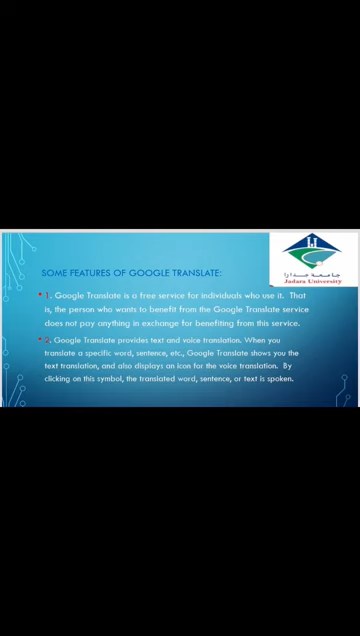 جامعة جدارا
Jadara University
SOME FEATURES OF GOOGLE TRANSLATE:
• 1. Google Translate is a free service for individuals who use it. That
is, the person who wants to benefit from the Google Translate service
does not pay anything in exchange for benefiting from this service.
• 2. Google Translate provides text and voice translation. When you
translate a specific word, sentence, etc., Google Translate shows you the
text translation, and also displays an icon for the voice translation. By
clicking on this symbol, the translated word, sentence, or text is spoken.